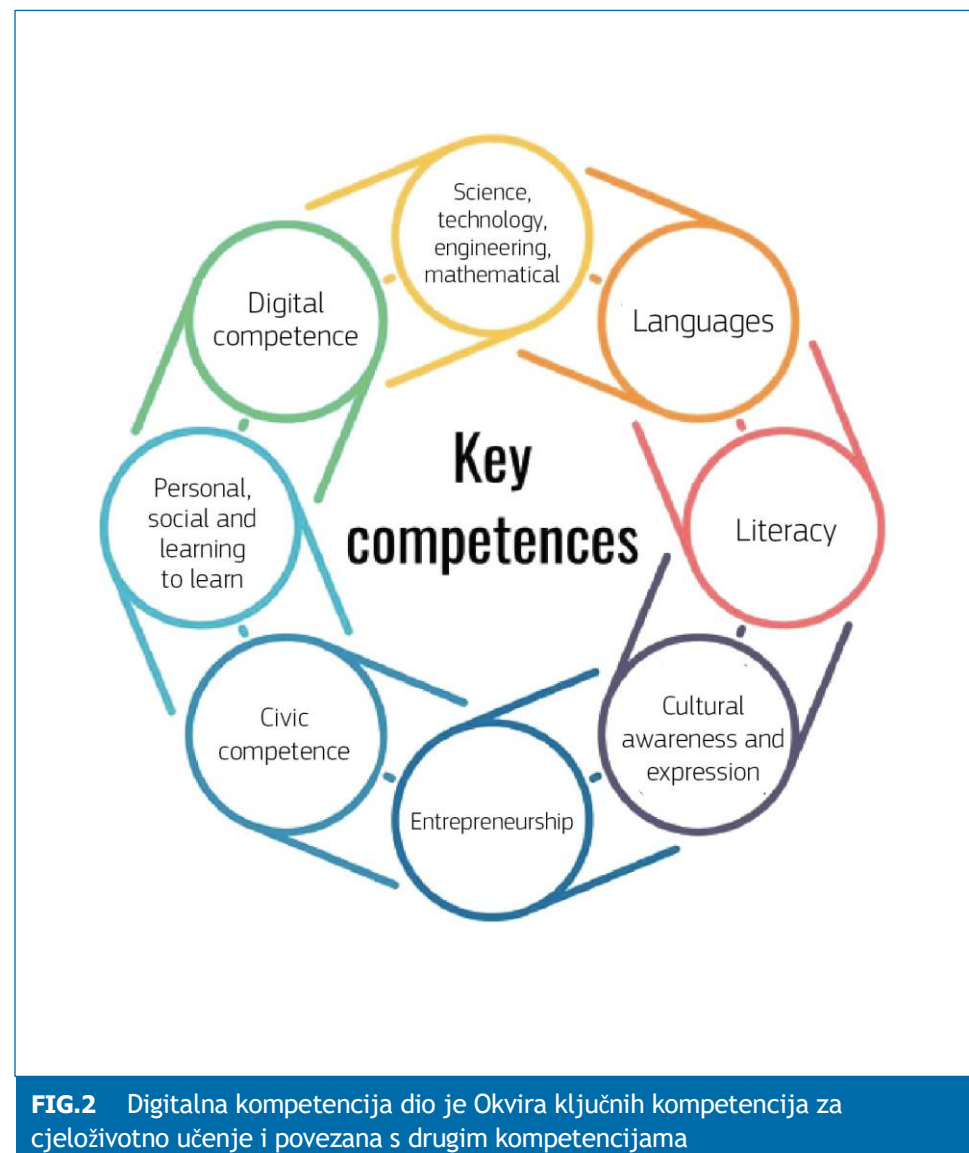 Science,
technology,
engineering,
mathematical
Digital
competence
Languages
Key
competences
Personal,
social and
learning
to learn
Literacy
Civic
competence
Cultural
awareness and
expression
Entrepreneurship
FIG.2 Digitalna kompetencija dio je Okvira ključnih kompetencija za
cjeloživotno učenje i povezana s drugim kompetencijama